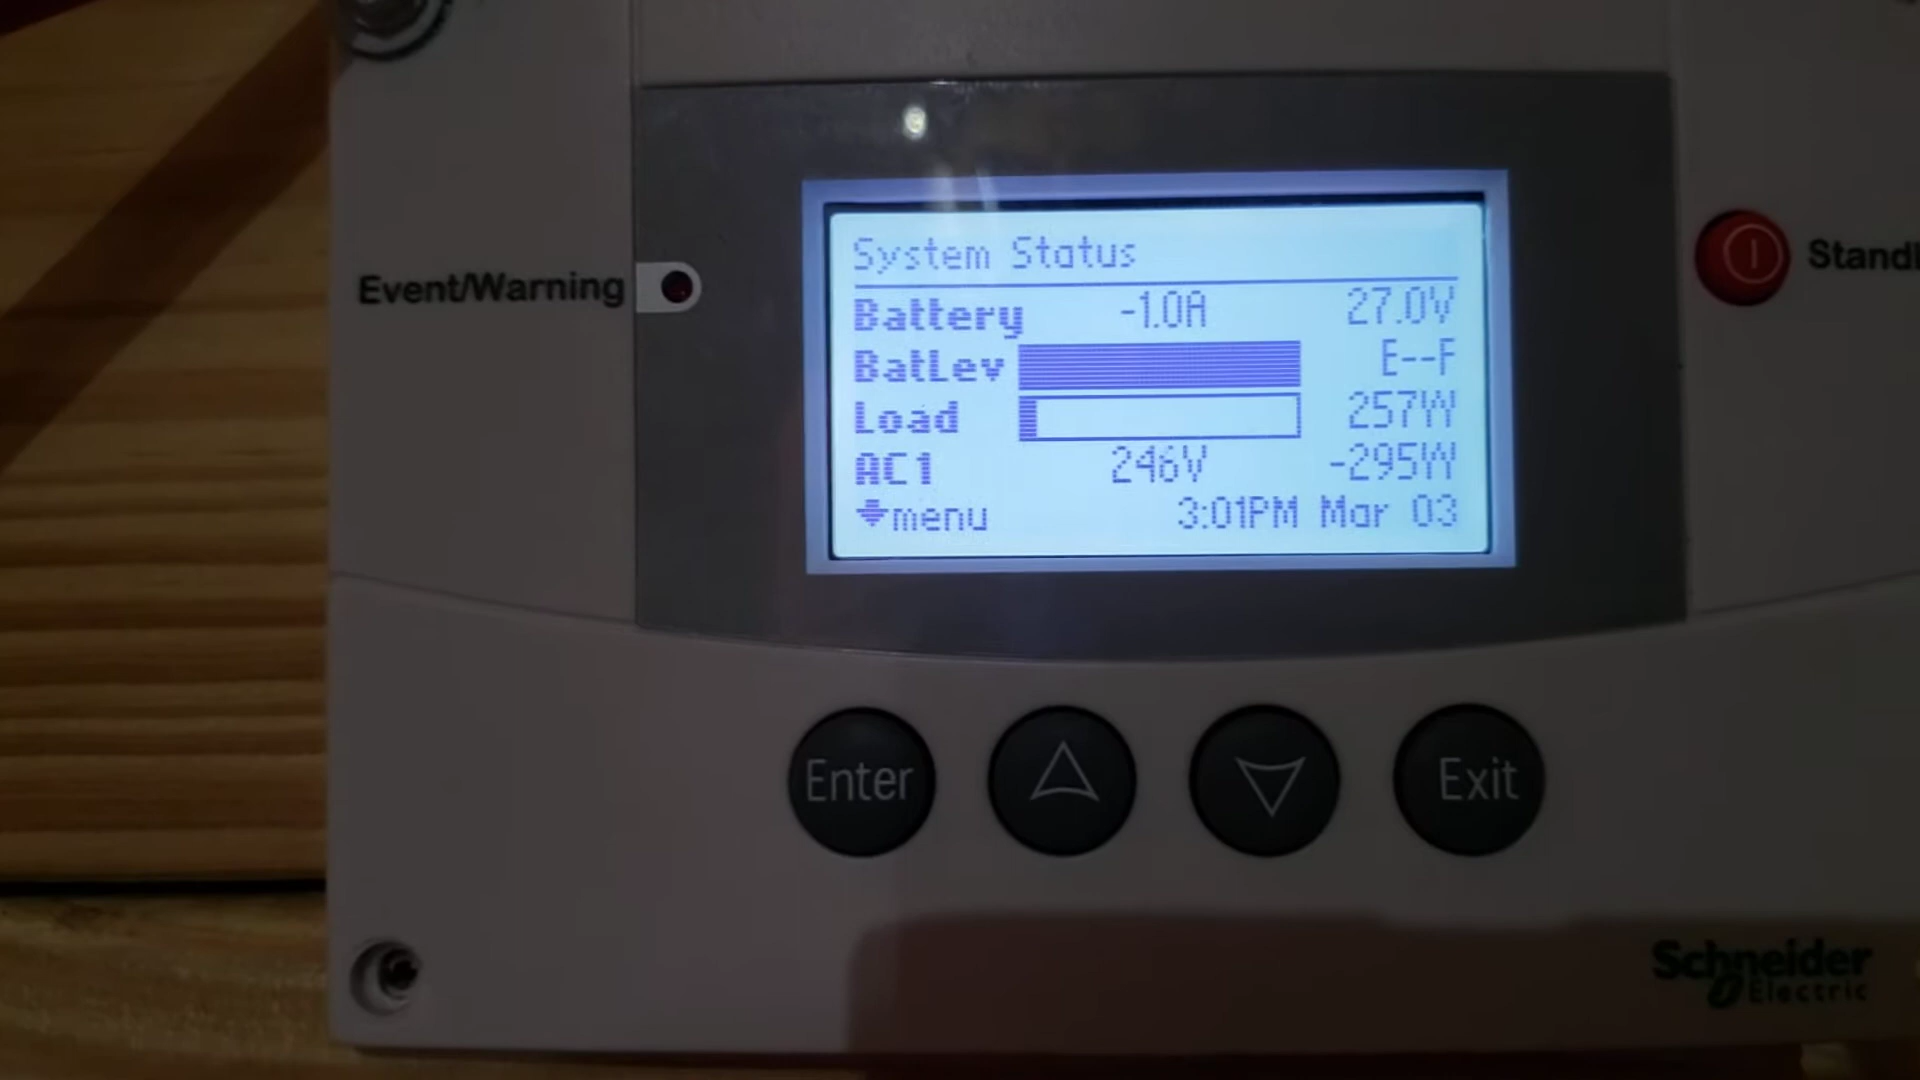 System Status
Battery -1.0A 27.0V
BatLev E--F
Load 257W
AC1 246V -295W
menu 3:01PM Mar 03
Event/Warning
Enter
Exit
Schneider
Electric